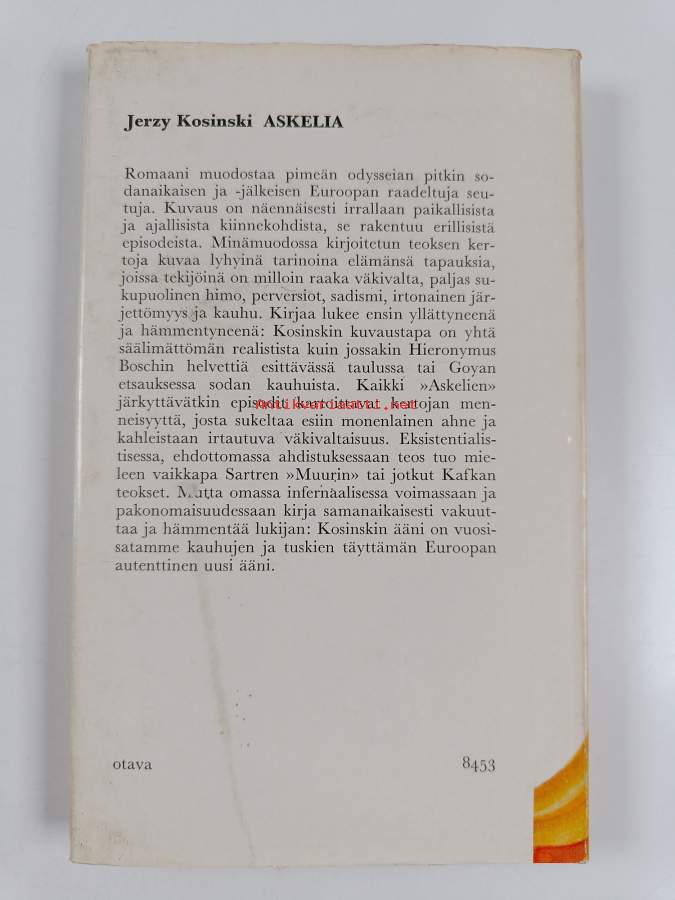 Jerzy Kosinski ASKELIA
Romaani muodostaa pimeän odysseian pitkin so-
danaikaisen ja -jälkeisen Euroopan raadeltuja seu-
tuja. Kuvaus on näennäisesti irrallaan paikallisista
ja ajallisista kiinnekohdista, se rakentuu erillisistä
episodeista. Minämuodossa kirjoitetun teoksen ker-
toja kuvaa lyhyinä tarinoina elämänsä tapauksia,
joissa tekijöinä on milloin raaka väkivalta, paljas su-
kupuolinen himo, perversiot, sadismi, irtonainen jär-
jettömyys ja kauhu. Kirjaa lukee ensin yllättyneenä
ja hämmentyneenä: Kosinskin kuvaustapa on yhtä
säälimättömän realistista kuin jossakin Hieronymus
Boschin helvettiä esittävässä taulussa tai Goyan
etsauksessa sodan kauhuista. Kaikki »Askelien»
järkyttävätkin episodit kertoittavat kertojan men-
neisyyttä, josta sukeltaa esiin monenlainen ahne ja
kahleistaan irtautuva väkivaltaisuus. Eksistentialis-
tisessa, ehdottomassa ahdistuksessaan teos tuo mie-
leen vaikkapa Sartren »Muurin» tai jotkut Kafkan
teokset. Mutta omassa infernaalisessa voimassaan ja
pakonomaisuudessaan kirja samanaikaisesti vakuut-
taa ja hämmentää lukijan: Kosinskin ääni on vuosi-
satamme kauhujen ja tuskien täyttämän Euroopan
autenttinen uusi ääni.
otava 8453
Antikvariaatti.net